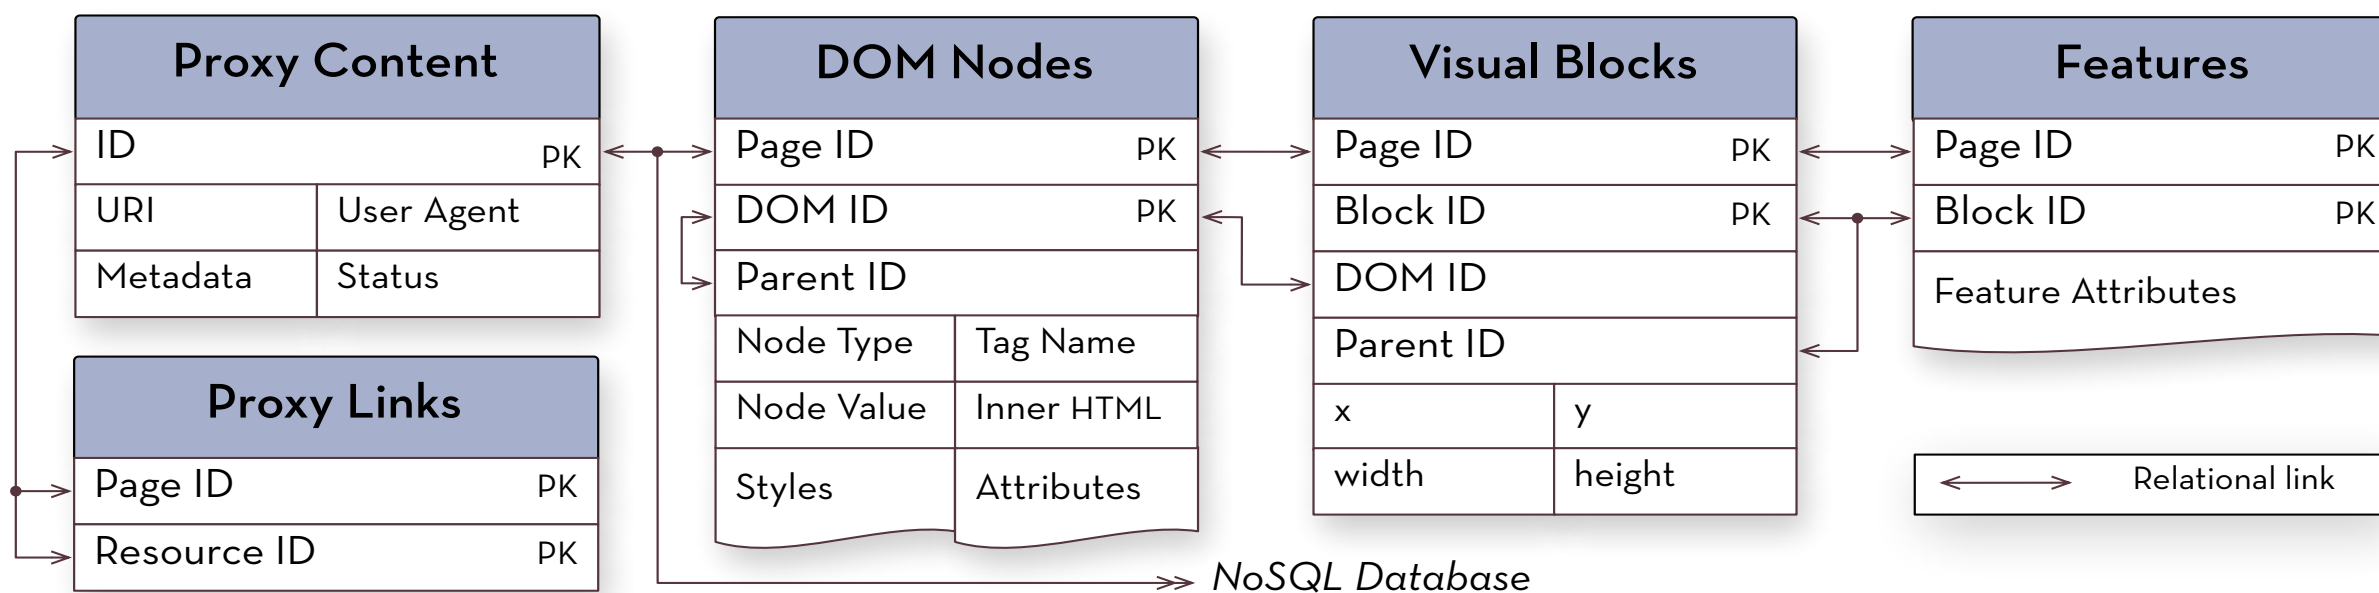 Proxy Content
ID PK
URI User Agent
Metadata Status
Proxy Links
Page ID PK
Resource ID PK
DOM Nodes
Page ID PK
DOM ID PK
Parent ID
Node Type Tag Name
Node Value Inner HTML
Styles Attributes
Visual Blocks
Page ID PK
Block ID PK
DOM ID
Parent ID
x y
width height
Features
Page ID PK
Block ID PK
Feature Attributes
Relational link
NoSQL Database